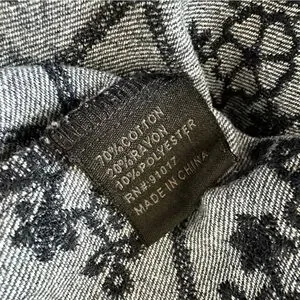 70%COTTON
20%RAYON
10%POLYESTER
RN#:91017
MADE IN CHINA